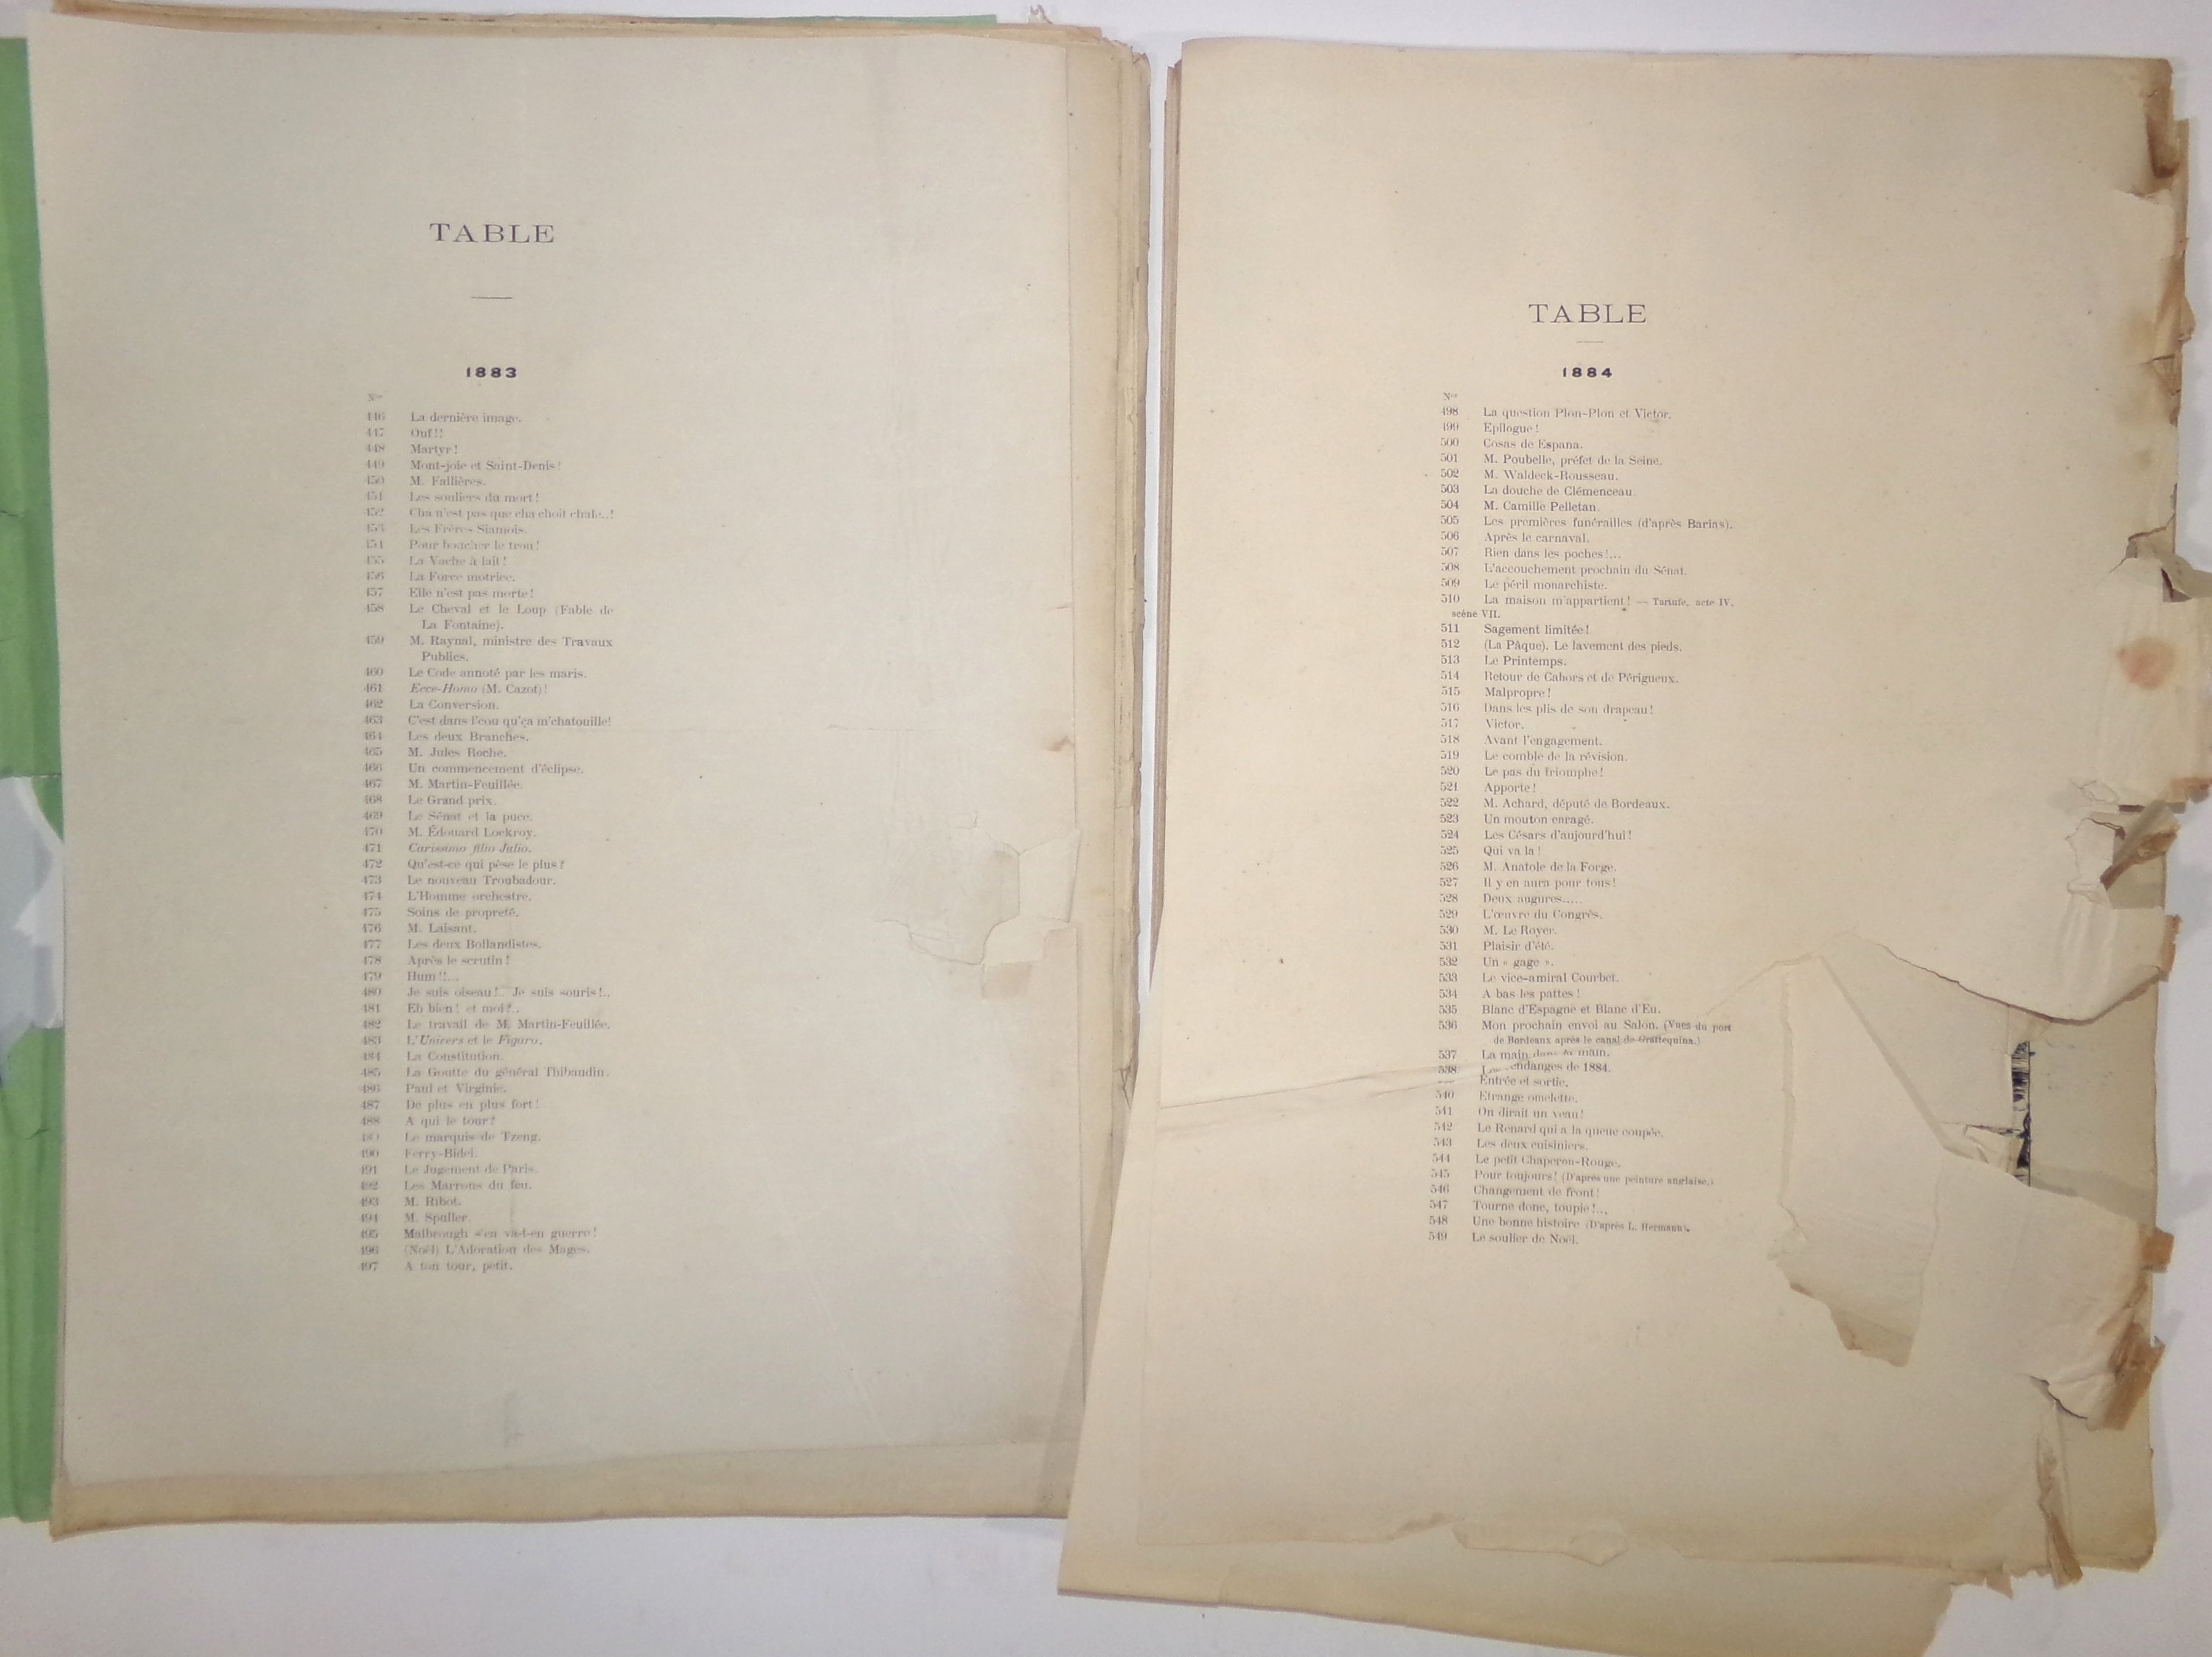 TABLE
1883
Nos
446 La dernière image.
447 Ouf!!
448 Martyr!
449 Mont-joie et Saint-Denis!
450 M. Fallières.
451 Les souliers du mort!
452 Cha n'est pas que cha choit chale..!
453 Les Frères Siamois.
454 Pour boucher le trou!
455 La Vache à lait!
456 La Force motrice.
457 Elle n'est pas morte!
458 Le Cheval et le Loup (Fable de
La Fontaine).
459 M. Raynal, ministre des Travaux
Publics.
460 Le Code annoté par les maris.
461 Ecce-Homo (M. Cazot)!
462 La Conversion.
463 C'est dans l'cou qu'ça m'chatouille!
464 Les deux Branches.
465 M. Jules Roche.
466 Un commencement d'éclipse.
467 M. Martin-Feuillée.
468 Le Grand prix.
469 Le Sénat et la puce.
470 M. Édouard Lockroy.
471 Carissimo filio Julio.
472 Qu'est-ce qui pèse le plus?
473 Le nouveau Troubadour.
474 L'Homme orchestre.
475 Soins de propreté.
476 M. Laisant.
477 Les deux Bollandistes.
478 Après le scrutin!
479 Hum!!...
480 Je suis oiseau!.. Je suis souris!..
481 Eh bien! et moi?..
482 Le travail de M. Martin-Feuillée.
483 L'Univers et le Figaro.
484 La Constitution.
485 La Goutte du général Thibaudin.
486 Paul et Virginie.
487 De plus en plus fort!
488 A qui le tour?
489 Le marquis de Tzeng.
490 Ferry-Bidel.
491 Le Jugement de Paris.
492 Les Marrons du feu.
493 M. Ribot.
494 M. Spuller.
495 Malbrough s'en va-t-en guerre!
496 (Noël) L'Adoration des Mages.
497 A ton tour, petit.
TABLE
1884
Nos
498 La question Plon-Plon et Victor.
499 Epilogue!
500 Cosas de Espana.
501 M. Poubelle, préfet de la Seine.
502 M. Waldeck-Rousseau.
503 La douche de Clémenceau.
504 M. Camille Pelletan.
505 Les premières funérailles (d'après Barias).
506 Après le carnaval.
507 Rien dans les poches!...
508 L'accouchement prochain du Sénat.
509 Le péril monarchiste.
510 La maison m'appartient! — Tartufe, acte IV,
scène VII.
511 Sagement limitée!
512 (La Pâque). Le lavement des pieds.
513 Le Printemps.
514 Retour de Cahors et de Périgueux.
515 Malpropre!
516 Dans les plis de son drapeau!
517 Victor.
518 Avant l'engagement.
519 Le comble de la révision.
520 Le pas du triomphe!
521 Apporte!
522 M. Achard, député de Bordeaux.
523 Un mouton enragé.
524 Les Césars d'aujourd'hui!
525 Qui va la!
526 M. Anatole de la Forge.
527 Il y en aura pour tous!
528 Deux augures.....
529 L'œuvre du Congrès.
530 M. Le Royer.
531 Plaisir d'été.
532 Un « gage ».
533 Le vice-amiral Courbet.
534 A bas les pattes!
535 Blanc d'Espagne et Blanc d'Eu.
536 Mon prochain envoi au Salon. (Vues du port
de Bordeaux après le canal de Grattequina.)
537 La main dans la main.
538 endanges de 1884.
Entrée et sortie.
540 Etrange omelette.
541 On dirait un veau!
542 Le Renard qui a la queue coupée.
543 Les deux cuisiniers.
544 Le petit Chaperon-Rouge.
545 Pour toujours! (D'après une peinture anglaise.)
546 Changement de front!
547 Tourne donc, toupie!...
548 Une bonne histoire (D'après L. Hermann).
549 Le soulier de Noël.